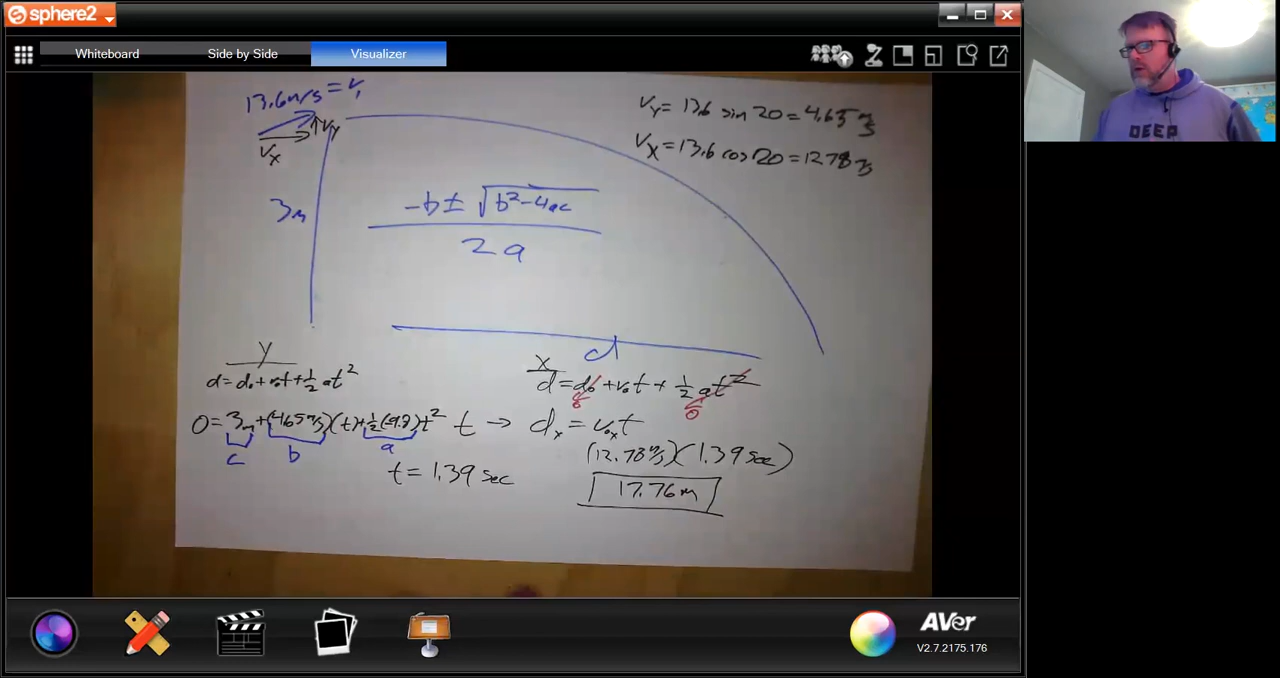 sphere2
Whiteboard
Side by Side
Visualizer
13.6 m/s = v,
Vy
Vx
3m
Vy = 13.6 sin 20 = 4.65 m/s
Vx = 13.6 cos 20 = 12.78 m/s
-b ± √b²-4ac
2a
d
y
d = d₀ + v₀t + ½ at²
0 = 3m + (4.65 m/s)(t) + ½(-9.8)t²
c
b
a
t = 1.39 sec
x
d = d₀ + v₀t + ½ at²
0
0
t → dₓ = v₀ₓt
(12.78 m/s)(1.39 sec)
17.76 m
DEEP
AVer
V2.7.2175.176